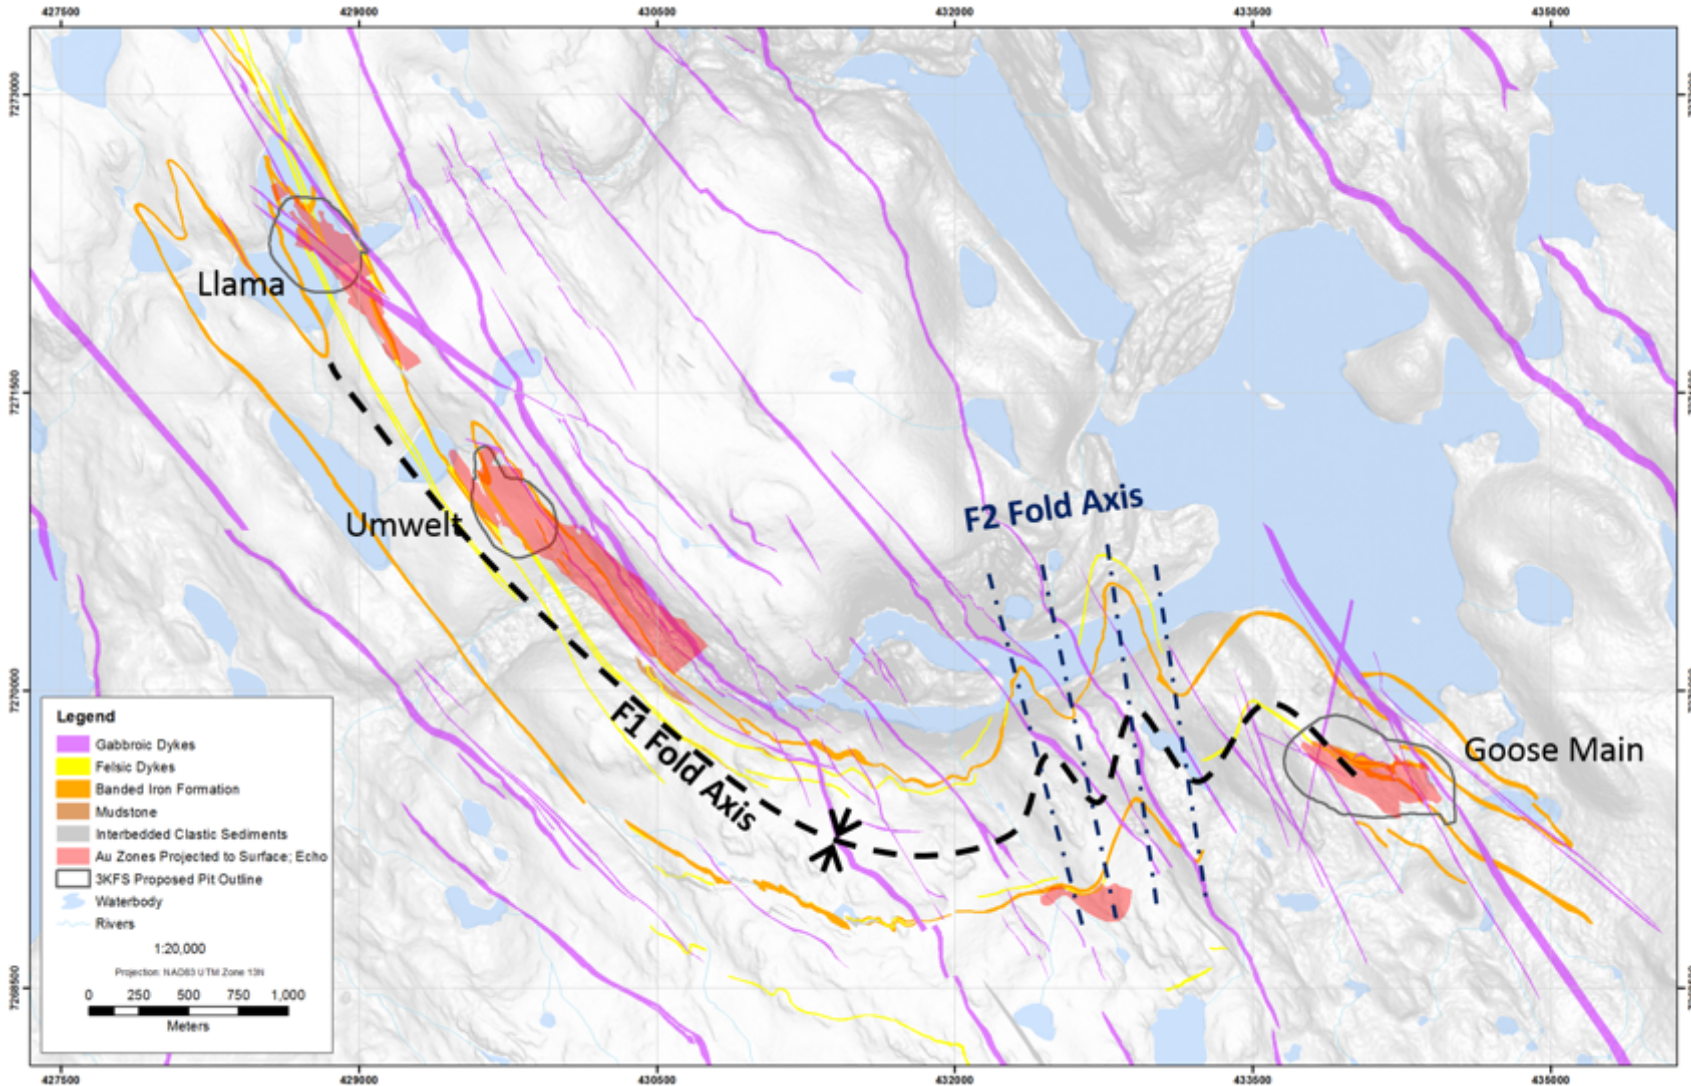 427500 429000 430500 432000 433500 435000
7273000
Llama
7271500
F2 Fold Axis
Umwelt
7270000
F1 Fold Axis
Goose Main
Legend
Gabbroic Dykes
Felsic Dykes
Banded Iron Formation
Mudstone
Interbedded Clastic Sediments
Au Zones Projected to Surface; Echo
3KFS Proposed Pit Outline
Waterbody
Rivers
1:20,000
Projection: NAD83 UTM Zone 13N
0 250 500 750 1,000
Meters
7268500
427500 429000 430500 432000 433500 435000